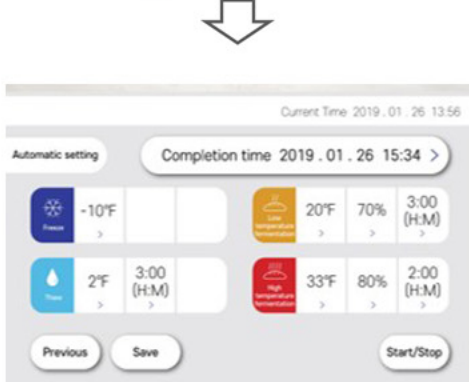 Current Time 2019 . 01 . 26 13:56
Automatic setting
Completion time 2019 . 01 . 26 15:34 >
Freeze
-10°F
>
Low temperature fermentation
20°F
>
70%
>
3:00
(H:M)
>
Thaw
2°F
>
3:00
(H:M)
>
High temperature fermentation
33°F
>
80%
>
2:00
(H:M)
>
Previous
Save
Start/Stop